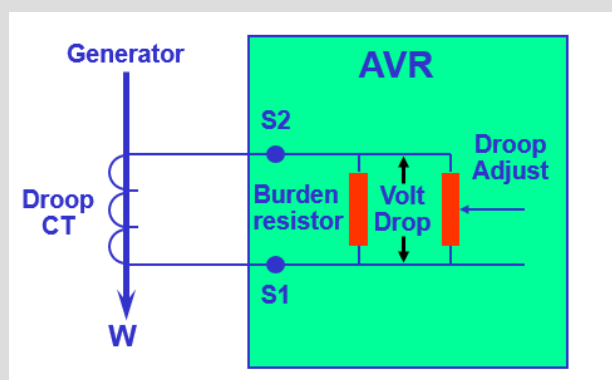 Generator
AVR
S2
Droop
Adjust
Burden
resistor
Volt
Drop
Droop
CT
S1
W